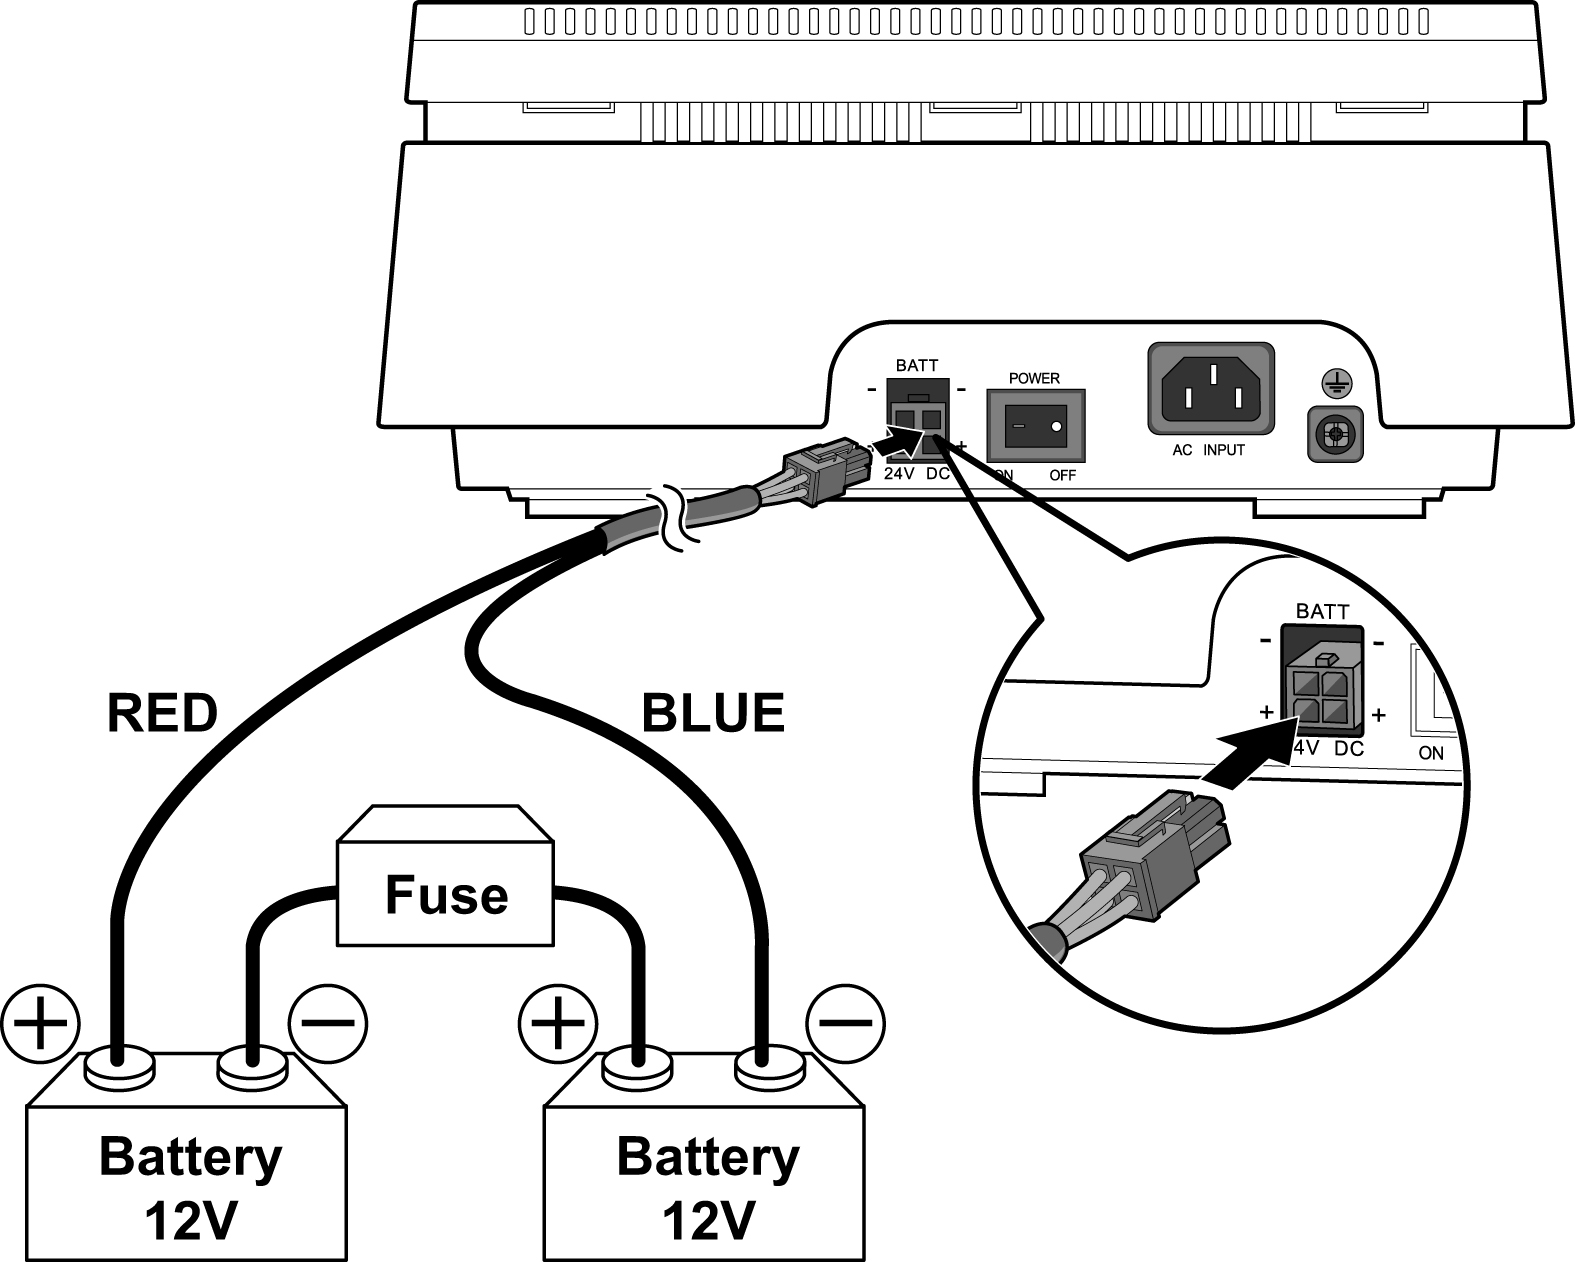 BATT
- -
POWER
+
24V DC
ON OFF
AC INPUT
BATT
- -
+ +
4V DC
ON
RED
BLUE
Fuse
+ − + −
Battery
12V
Battery
12V